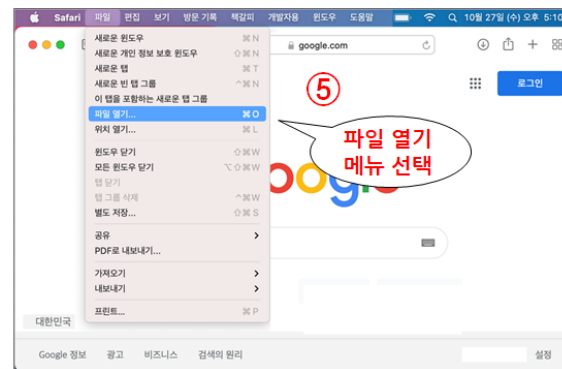 Safari 파일 편집 보기 방문 기록 책갈피 개발자용 윈도우 도움말 10월 27일 (수) 오후 5:10
google.com
새로운 윈도우 ⌘N
새로운 개인 정보 보호 윈도우 ⇧⌘N
새로운 탭 ⌘T
새로운 빈 탭 그룹 ^⌘N
이 탭을 포함하는 새로운 탭 그룹
파일 열기... ⌘O
위치 열기... ⌘L
윈도우 닫기 ⇧⌘W
모든 윈도우 닫기 ⌥⇧⌘W
탭 닫기
탭 그룹 삭제 ^⌘W
별도 저장... ⇧⌘S
공유
PDF로 내보내기...
가져오기
내보내기
프린트... ⌘P
⑤
로그인
파일 열기
메뉴 선택
대한민국
Google 정보 광고 비즈니스 검색의 원리 설정